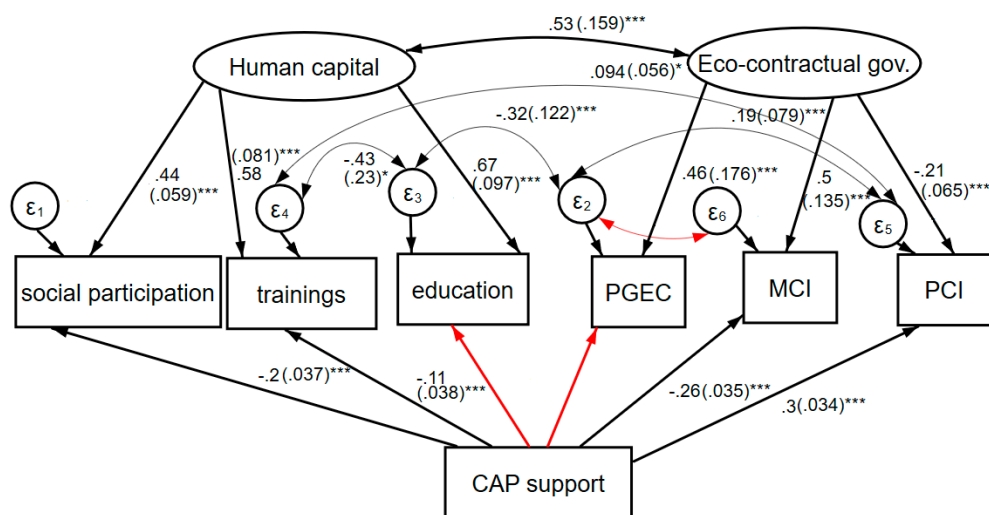 .53(.159)***
Human capital
Eco-contractual gov.
.094(.056)*
-.32(.122)***
.19(.079)***
.44
(.059)***
(.081)***
.58
-.43
(.23)*
.67
(.097)***
.46(.176)***
.5
(.135)***
-.21
(.065)***
ε1
ε4
ε3
ε2
ε6
ε5
social participation
trainings
education
PGEC
MCI
PCI
-.2(.037)***
-.11
(.038)***
-.26(.035)***
.3(.034)***
CAP support